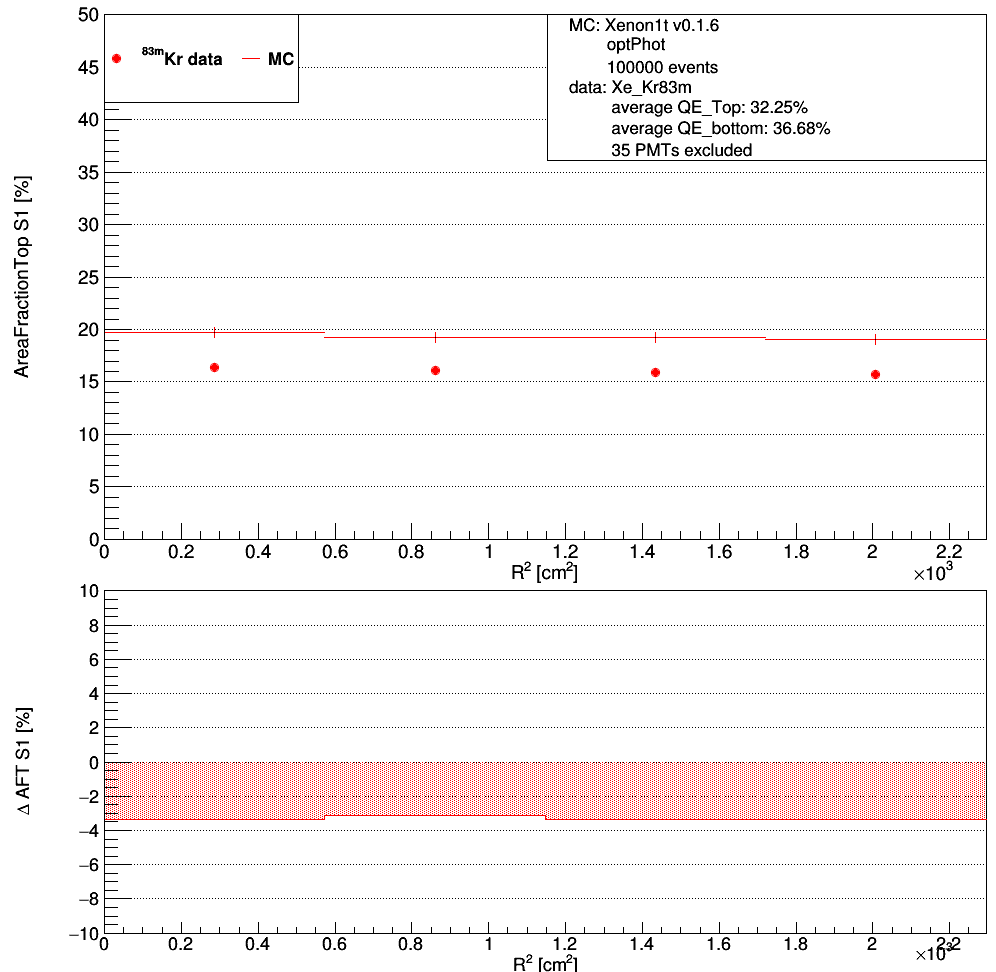 50
45
40
35
30
25
20
15
10
5
0
AreaFractionTop S1 [%]
83mKr data
MC
MC: Xenon1t v0.1.6
optPhot
100000 events
data: Xe_Kr83m
average QE_Top: 32.25%
average QE_bottom: 36.68%
35 PMTs excluded
0 0.2 0.4 0.6 0.8 1 1.2 1.4 1.6 1.8 2 2.2
R² [cm²]
×10³
10
8
6
4
2
0
−2
−4
−6
−8
−10
Δ AFT S1 [%]
0 0.2 0.4 0.6 0.8 1 1.2 1.4 1.6 1.8 2 2.2
R² [cm²]
×10³